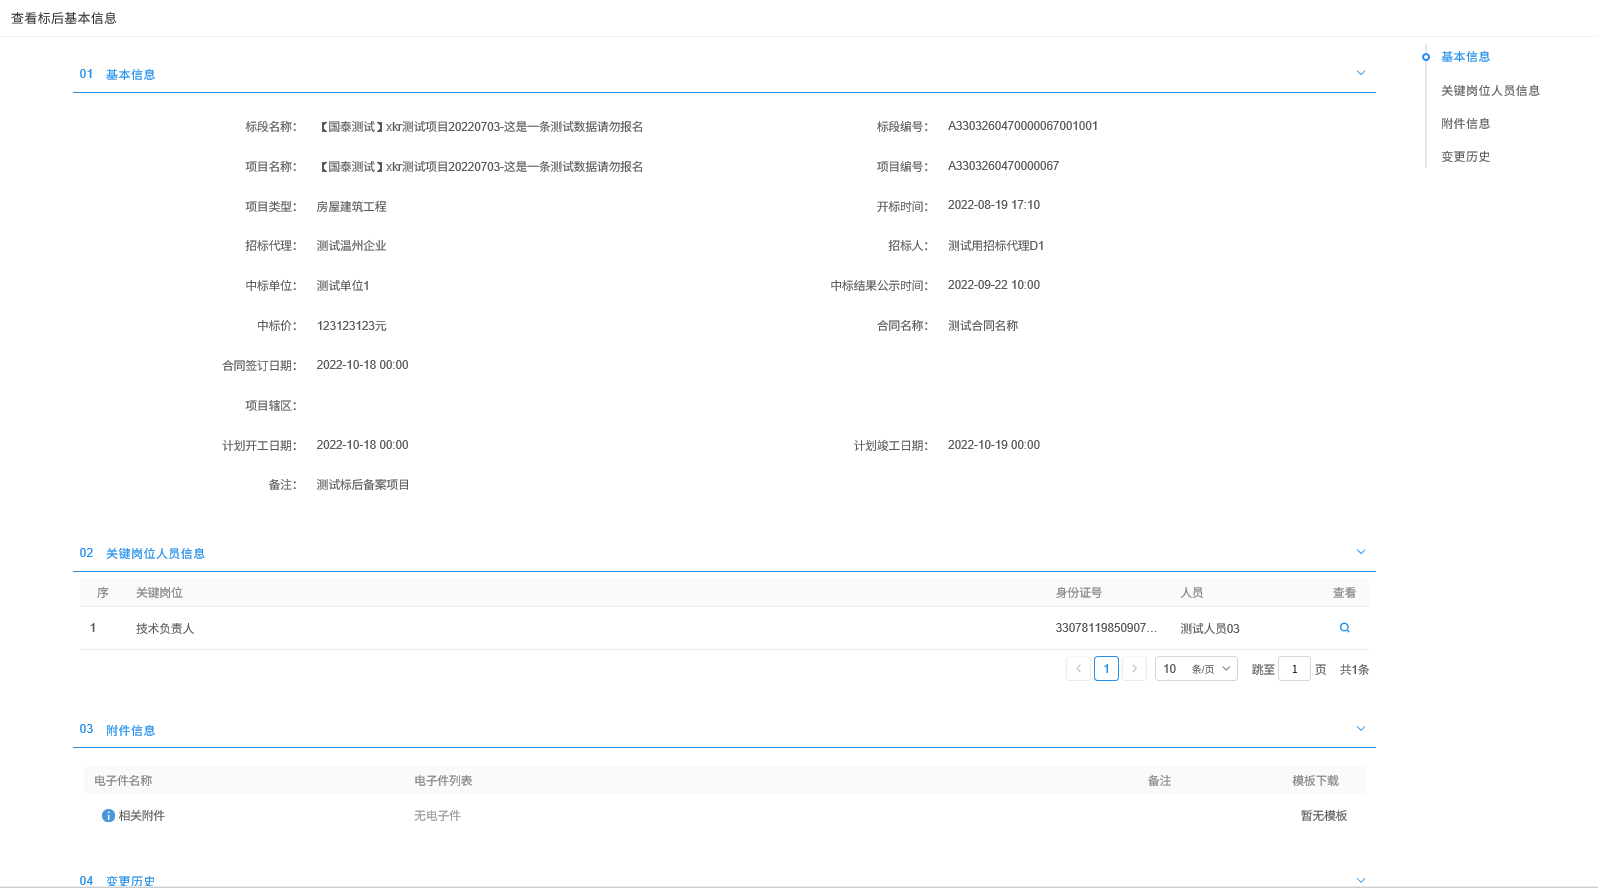 查看标后基本信息
基本信息
关键岗位人员信息
附件信息
变更历史
01 基本信息
标段名称： 【国泰测试】xkr测试项目20220703-这是一条测试数据请勿报名 标段编号： A3303260470000067001001
项目名称： 【国泰测试】xkr测试项目20220703-这是一条测试数据请勿报名 项目编号： A3303260470000067
项目类型： 房屋建筑工程 开标时间： 2022-08-19 17:10
招标代理： 测试温州企业 招标人： 测试用招标代理D1
中标单位： 测试单位1 中标结果公示时间： 2022-09-22 10:00
中标价： 123123123元 合同名称： 测试合同名称
合同签订日期： 2022-10-18 00:00
项目辖区：
计划开工日期： 2022-10-18 00:00 计划竣工日期： 2022-10-19 00:00
备注： 测试标后备案项目
02 关键岗位人员信息
序 关键岗位 身份证号 人员 查看
1 技术负责人 33078119850907... 测试人员03
1 10 条/页 跳至 1 页 共1条
03 附件信息
电子件名称 电子件列表 备注 模板下载
相关附件 无电子件 暂无模板
04 变更历史